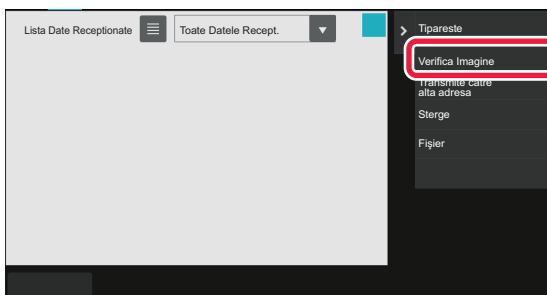 Lista Date Receptionate
Toate Datele Recept.
Tipareste
Verifica Imagine
Transmite catre
alta adresa
Sterge
Fişier